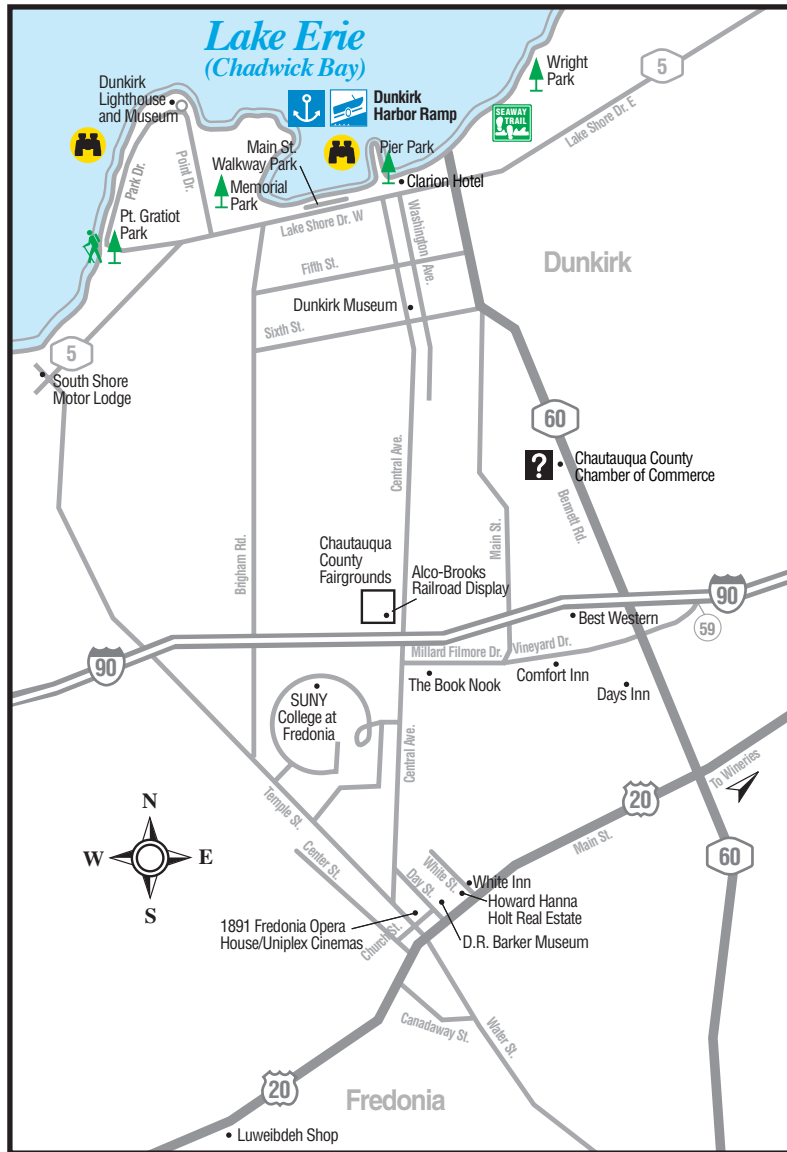 Lake Erie
(Chadwick Bay)
Wright
Park
5
Dunkirk
Lighthouse
and Museum
Dunkirk
Harbor Ramp
SEAWAY
TRAIL
Lake Shore Dr. E
Main St.
Walkway Park
Pier Park
Park Dr.
Point Dr.
Memorial
Park
Clarion Hotel
Pt. Gratiot
Park
Lake Shore Dr. W
Washington Ave.
Fifth St.
Dunkirk
Dunkirk Museum
Sixth St.
5
South Shore
Motor Lodge
60
Central Ave.
?
Chautauqua County
Chamber of Commerce
Bennett Rd.
Main St.
Brigham Rd.
Chautauqua
County
Fairgrounds
Alco-Brooks
Railroad Display
90
Best Western
59
90
Millard Filmore Dr.
Vineyard Dr.
The Book Nook
Comfort Inn
Days Inn
SUNY
College at
Fredonia
Central Ave.
To Wineries
20
Temple St.
Main St.
N
W
E
S
Center St.
60
White St.
White Inn
Day St.
Howard Hanna
Holt Real Estate
1891 Fredonia Opera
House/Uniplex Cinemas
Church St.
D.R. Barker Museum
Canadaway St.
Water St.
20
Fredonia
Luweibdeh Shop